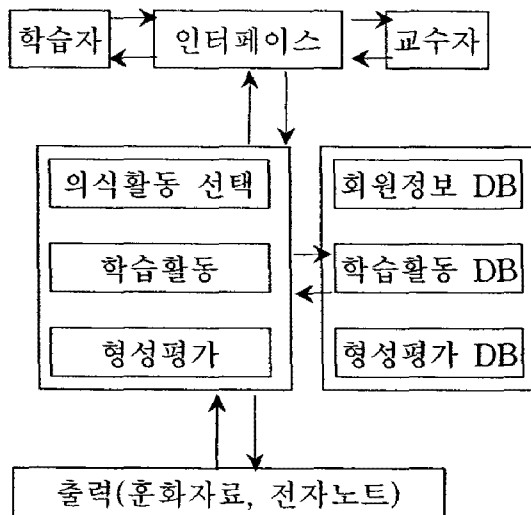 학습자 인터페이스 교수자
의식활동 선택 회원정보 DB
학습활동 학습활동 DB
형성평가 형성평가 DB
출력(훈화자료, 전자노트)